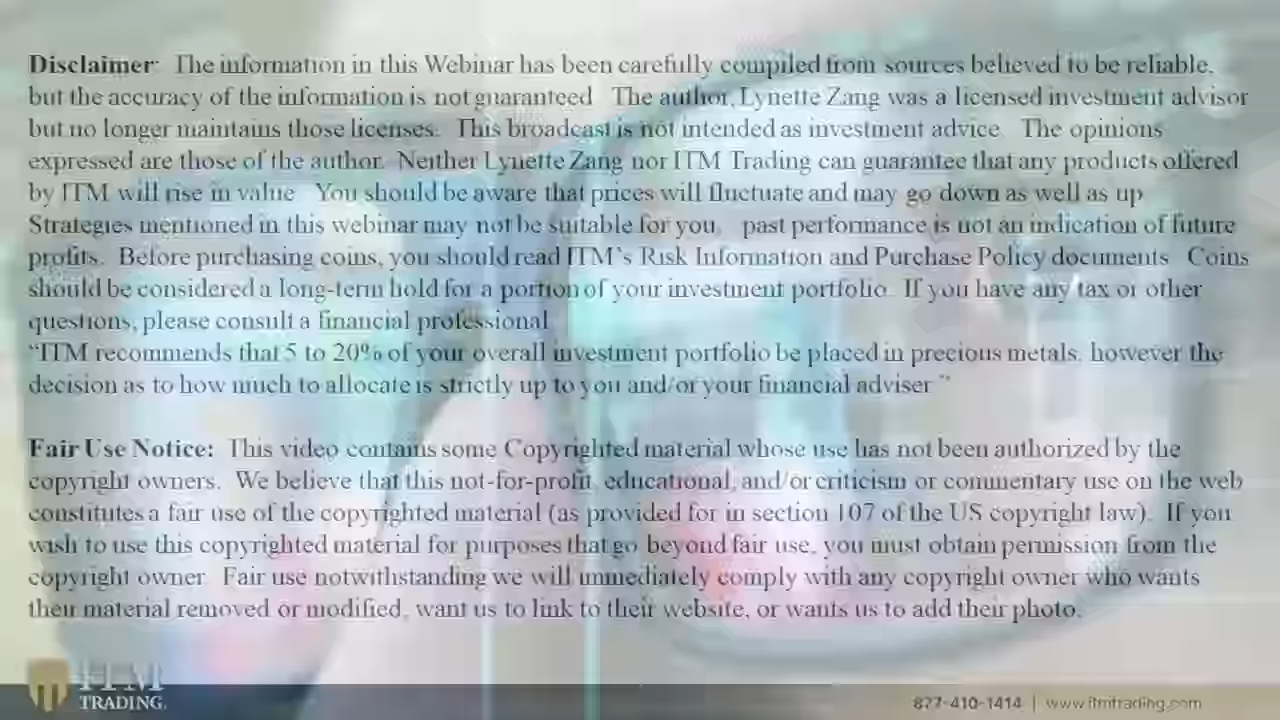 Disclaimer: The information in this Webinar has been carefully compiled from sources believed to be reliable,
but the accuracy of the information is not guaranteed. The author, Lynette Zang was a licensed investment advisor
but no longer maintains those licenses. This broadcast is not intended as investment advice. The opinions
expressed are those of the author. Neither Lynette Zang nor ITM Trading can guarantee that any products offered
by ITM will rise in value. You should be aware that prices will fluctuate and may go down as well as up.
Strategies mentioned in this webinar may not be suitable for you, past performance is not an indication of future
profits. Before purchasing coins, you should read ITM's Risk Information and Purchase Policy documents. Coins
should be considered a long-term hold for a portion of your investment portfolio. If you have any tax or other
questions, please consult a financial professional.
"ITM recommends that 5 to 20% of your overall investment portfolio be placed in precious metals, however the
decision as to how much to allocate is strictly up to you and/or your financial adviser."
Fair Use Notice: This video contains some Copyrighted material whose use has not been authorized by the
copyright owners. We believe that this not-for-profit, educational, and/or criticism or commentary use on the web
constitutes a fair use of the copyrighted material (as provided for in section 107 of the US copyright law). If you
wish to use this copyrighted material for purposes that go beyond fair use, you must obtain permission from the
copyright owner. Fair use notwithstanding we will immediately comply with any copyright owner who wants
their material removed or modified, want us to link to their website, or wants us to add their photo.
ITM
TRADING.
877-410-1414 | www.itmtrading.com